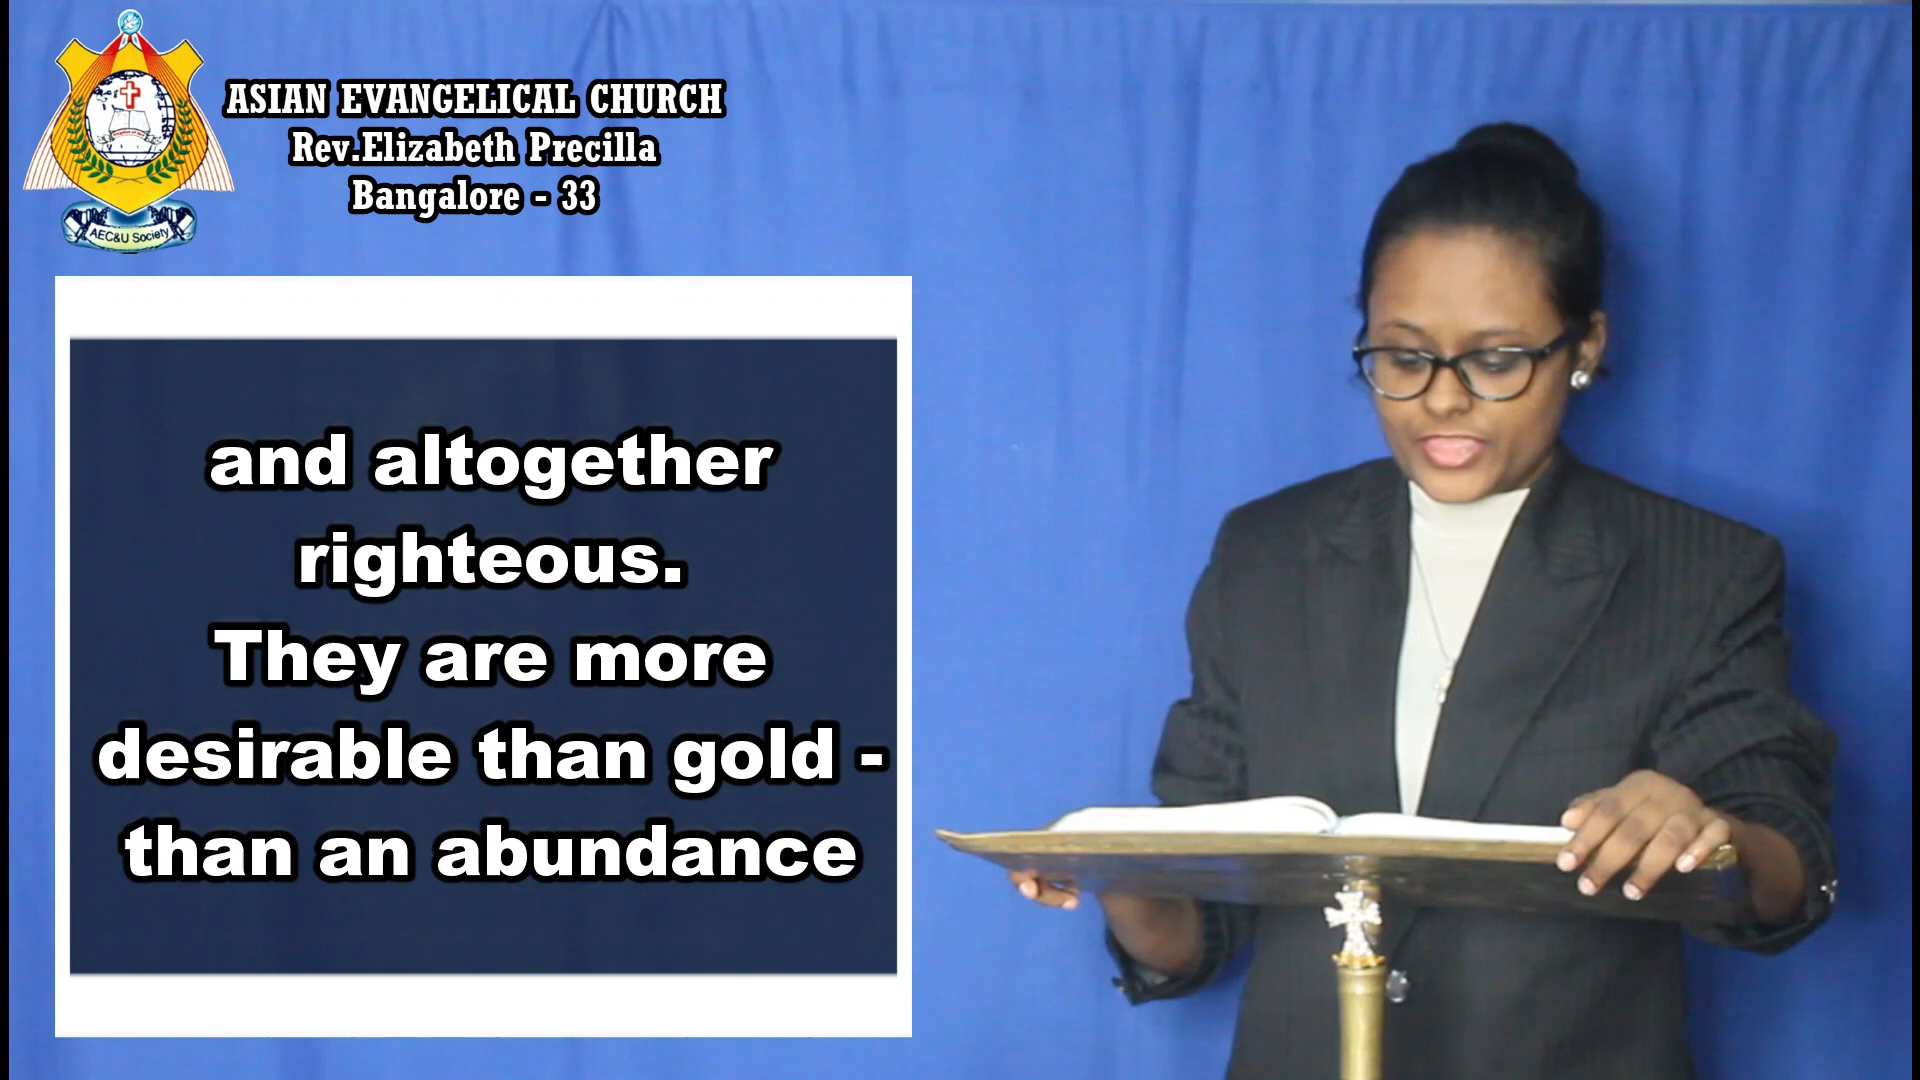 ASIAN EVANGELICAL CHURCH
Rev.Elizabeth Precilla
Bangalore - 33
AEC&U Society
and altogether
righteous.
They are more
desirable than gold -
than an abundance